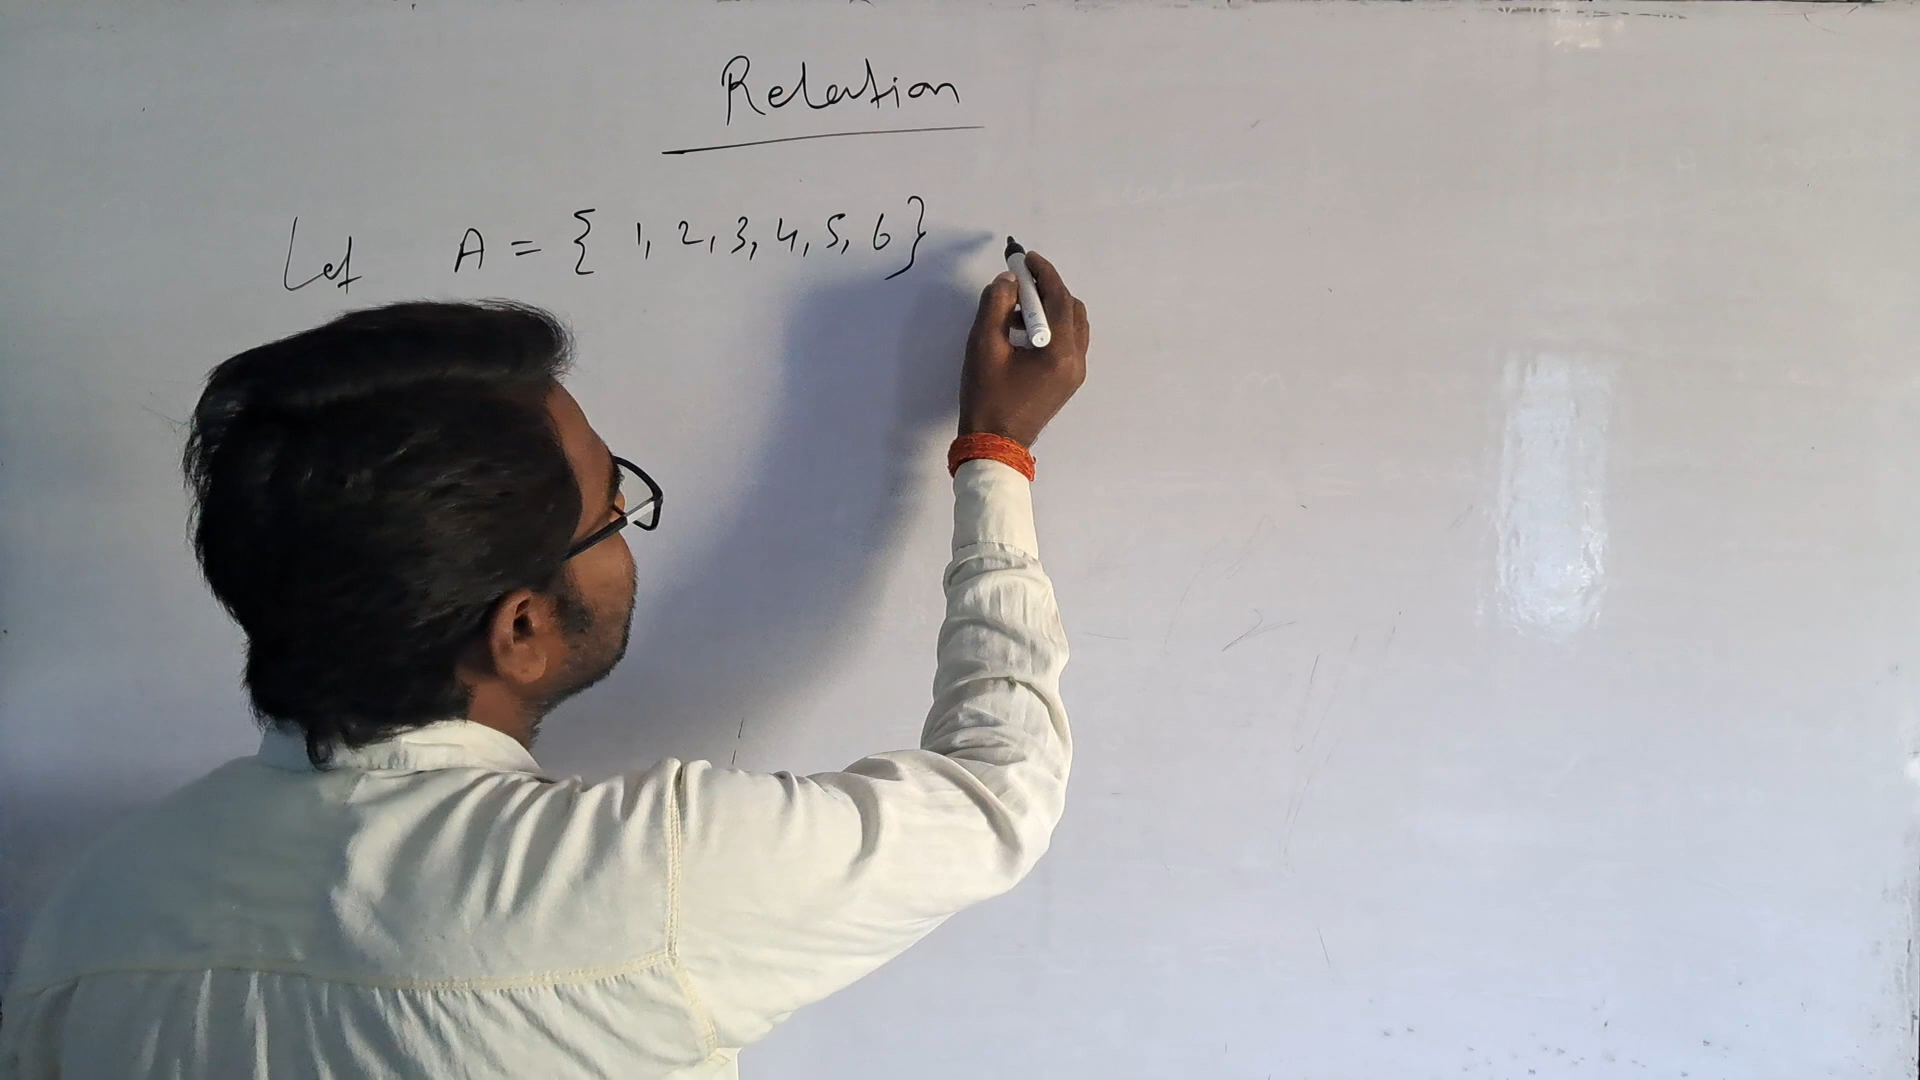 Relation
Let A = { 1, 2, 3, 4, 5, 6 }